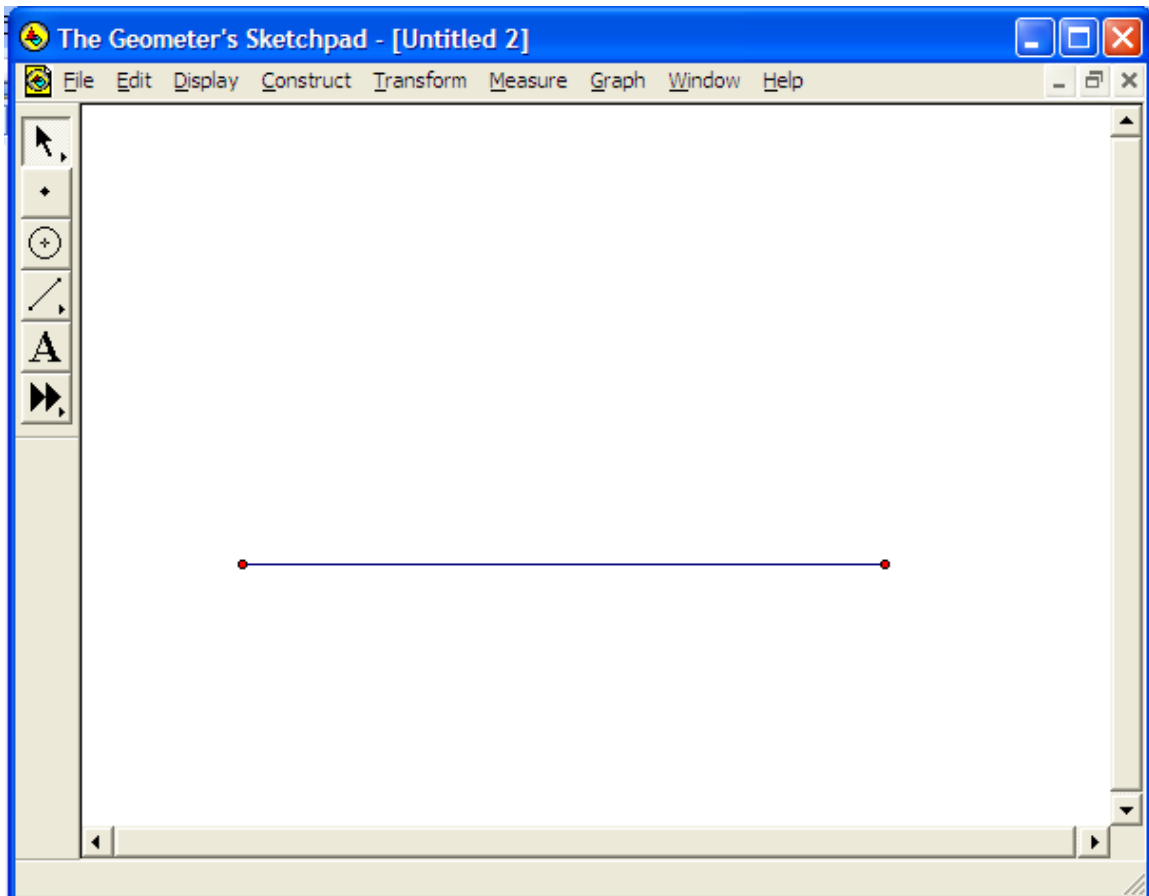 The Geometer's Sketchpad - [Untitled 2]
File Edit Display Construct Transform Measure Graph Window Help
A